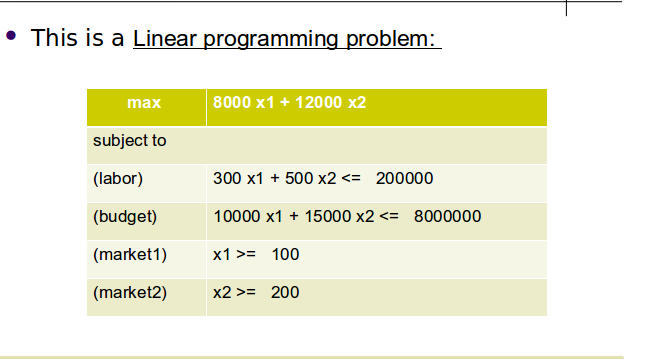 • This is a Linear programming problem:
max 8000 x1 + 12000 x2
subject to
(labor) 300 x1 + 500 x2 <= 200000
(budget) 10000 x1 + 15000 x2 <= 8000000
(market1) x1 >= 100
(market2) x2 >= 200